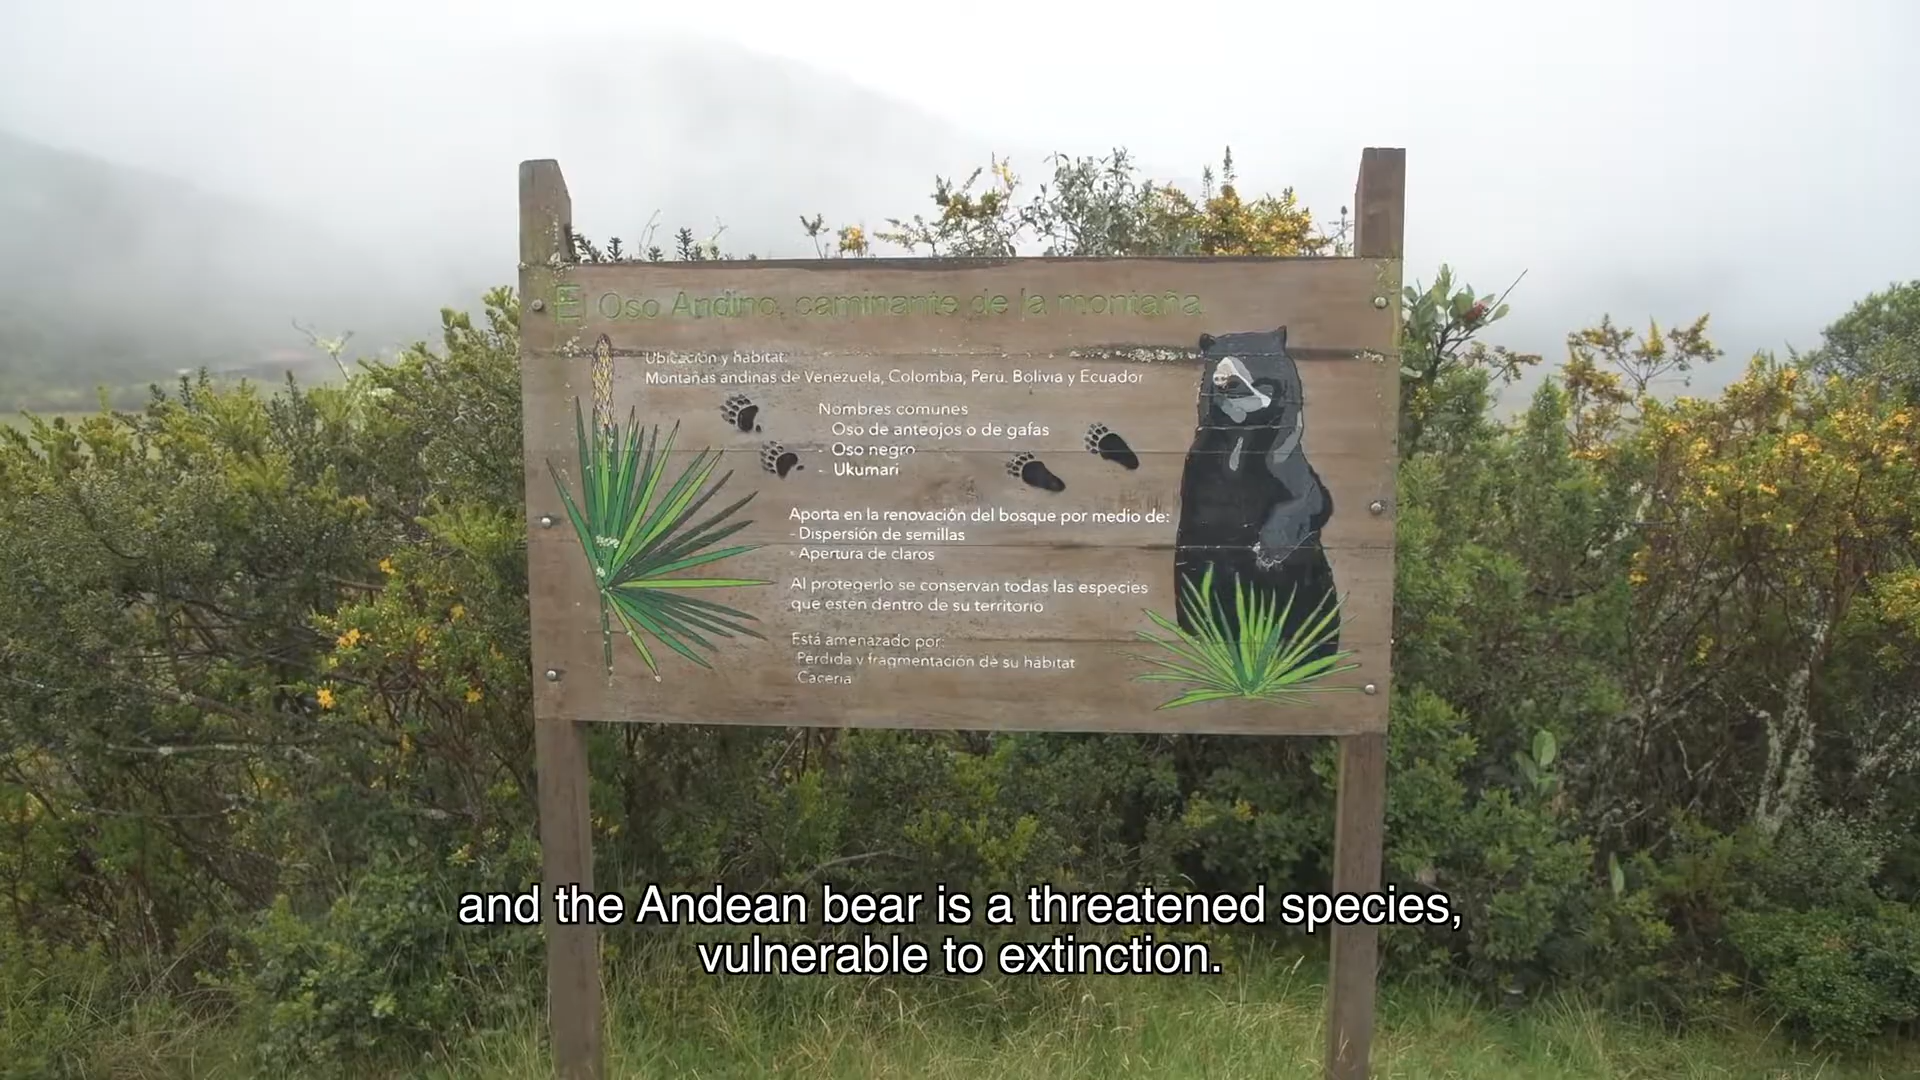 El Oso Andino, caminante de la montaña
Ubicación y hábitat:
Montañas andinas de Venezuela, Colombia, Perú, Bolivia y Ecuador
Nombres comunes
Oso de anteojos o de gafas
- Oso negro
- Ukumari
Aporta en la renovación del bosque por medio de:
- Dispersión de semillas
- Apertura de claros
Al protegerlo se conservan todas las especies
que estén dentro de su territorio
Está amenazado por:
Perdida y fragmentación de su hábitat
Cacería
and the Andean bear is a threatened species,
vulnerable to extinction.